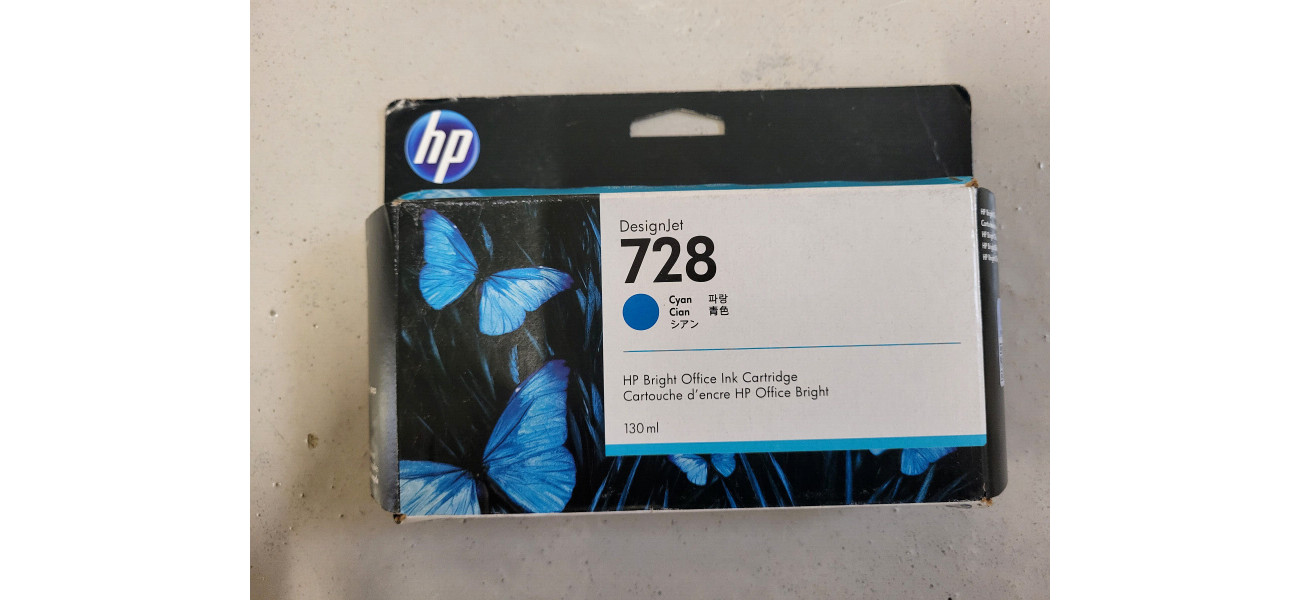 hp
DesignJet
728
Cyan 파랑
Cian 青色
シアン
HP Bright Office Ink Cartridge
Cartouche d'encre HP Office Bright
130 ml